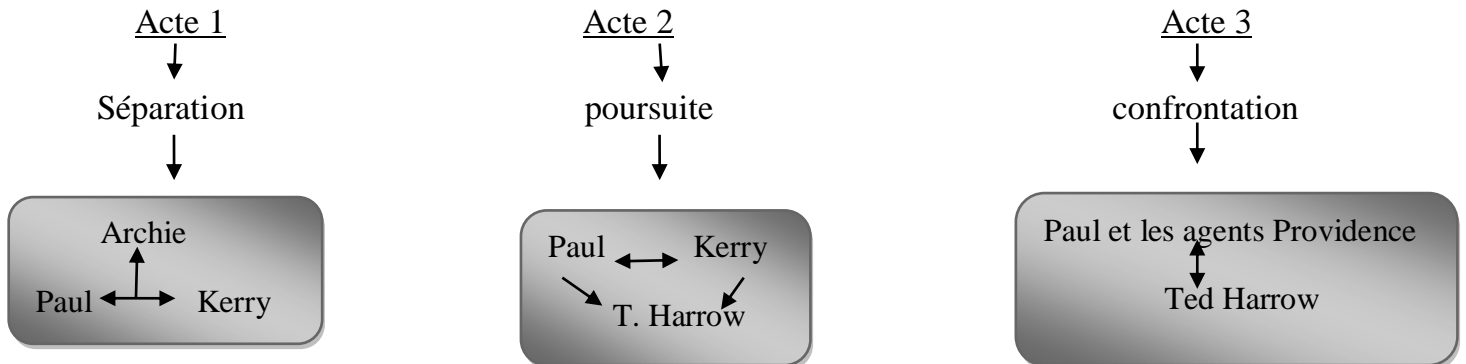 Acte 1
Acte 2
Acte 3
Séparation
poursuite
confrontation
Archie
Paul
Kerry
Paul
Kerry
T. Harrow
Paul et les agents Providence
Ted Harrow